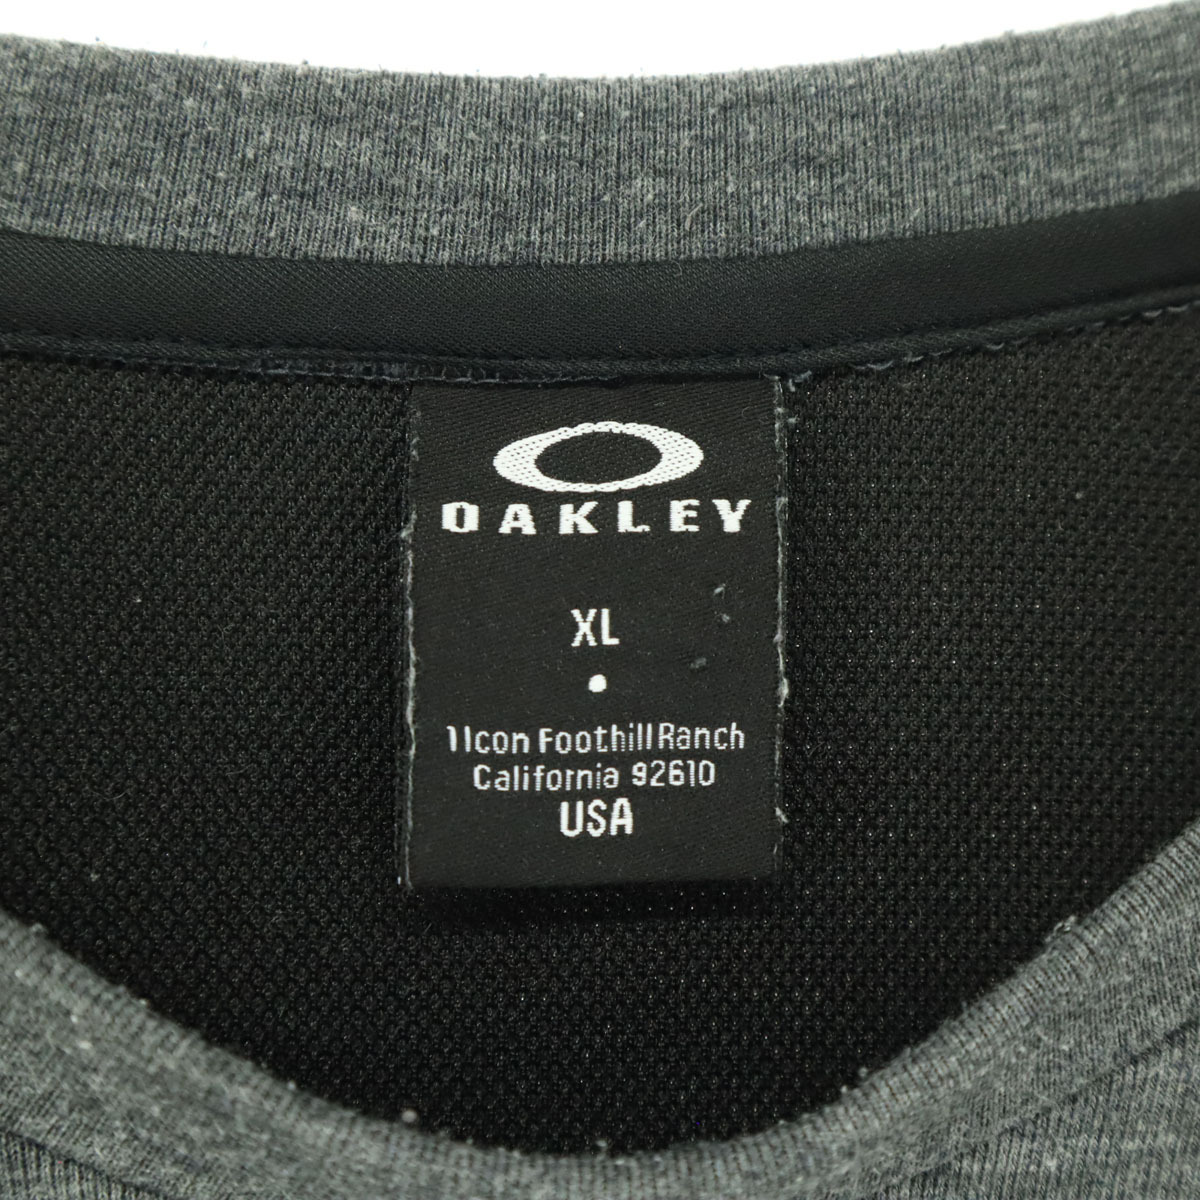 OAKLEY
XL
1 Icon Foothill Ranch
California 92610
USA